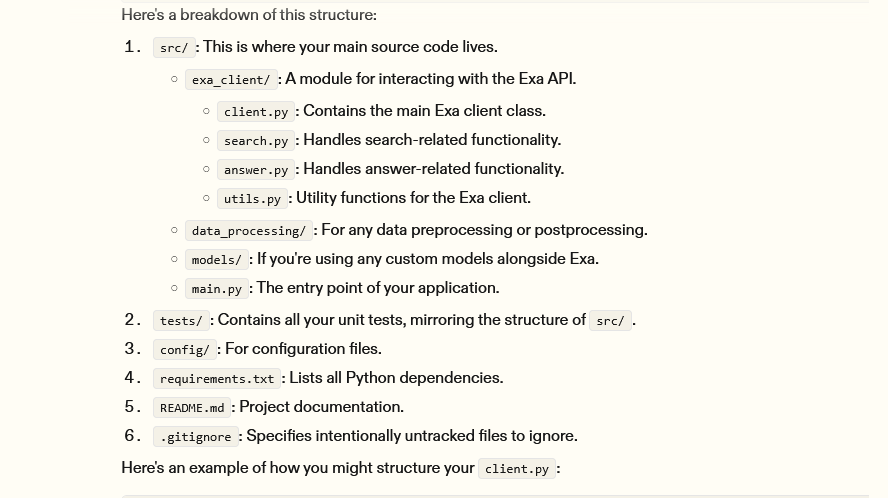 Here's a breakdown of this structure:
1. src/ : This is where your main source code lives.
○ exa_client/ : A module for interacting with the Exa API.
○ client.py : Contains the main Exa client class.
○ search.py : Handles search-related functionality.
○ answer.py : Handles answer-related functionality.
○ utils.py : Utility functions for the Exa client.
○ data_processing/ : For any data preprocessing or postprocessing.
○ models/ : If you're using any custom models alongside Exa.
○ main.py : The entry point of your application.
2. tests/ : Contains all your unit tests, mirroring the structure of src/ .
3. config/ : For configuration files.
4. requirements.txt : Lists all Python dependencies.
5. README.md : Project documentation.
6. .gitignore : Specifies intentionally untracked files to ignore.
Here's an example of how you might structure your client.py :